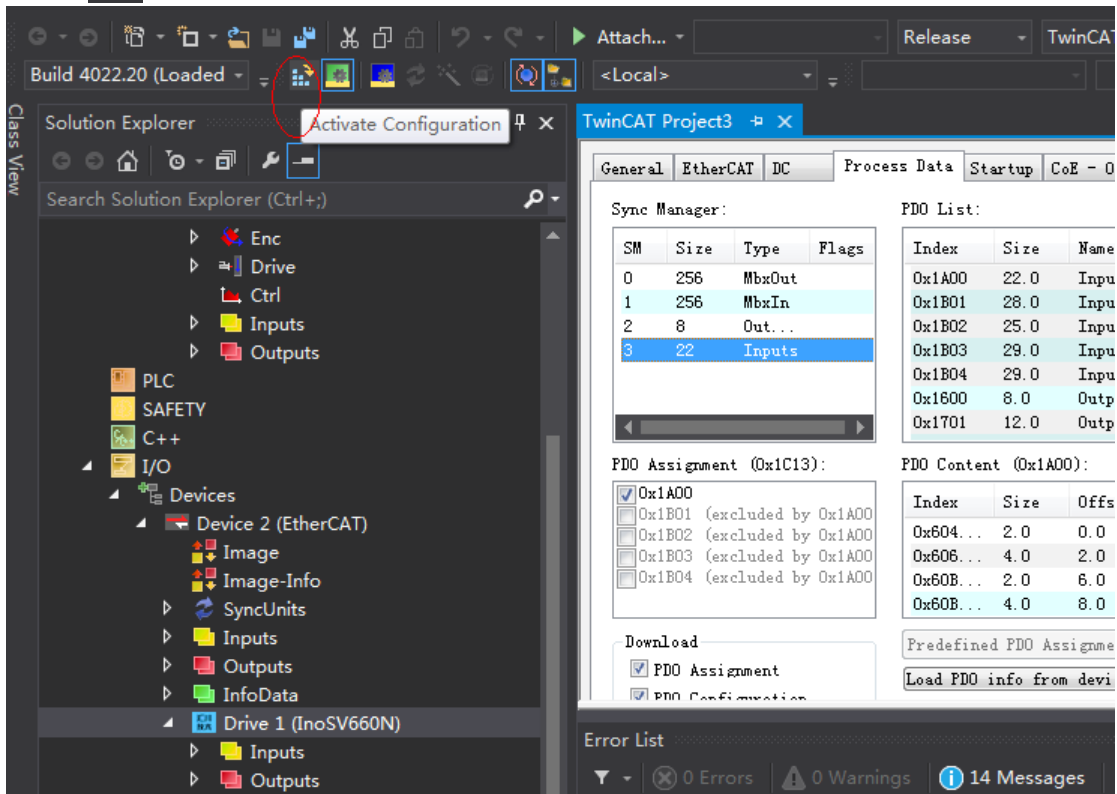 Attach...
Release
TwinCAT
Build 4022.20 (Loaded
<Local>
Class View
Solution Explorer
Activate Configuration
TwinCAT Project3
Search Solution Explorer (Ctrl+;)
Enc
Drive
Ctrl
Inputs
Outputs
PLC
SAFETY
C++
I/O
Devices
Device 2 (EtherCAT)
Image
Image-Info
SyncUnits
Inputs
Outputs
InfoData
Drive 1 (InoSV660N)
Inputs
Outputs
General EtherCAT DC Process Data Startup CoE - O
Sync Manager:
SM Size Type Flags
0 256 MbxOut
1 256 MbxIn
2 8 Out...
3 22 Inputs
PDO List:
Index Size Name
0x1A00 22.0 Inpu
0x1B01 28.0 Inpu
0x1B02 25.0 Inpu
0x1B03 29.0 Inpu
0x1B04 29.0 Inpu
0x1600 8.0 Outp
0x1701 12.0 Outp
PDO Assignment (0x1C13):
0x1A00
0x1B01 (excluded by 0x1A00
0x1B02 (excluded by 0x1A00
0x1B03 (excluded by 0x1A00
0x1B04 (excluded by 0x1A00
PDO Content (0x1A00):
Index Size Offs
0x604... 2.0 0.0
0x606... 4.0 2.0
0x60B... 2.0 6.0
0x60B... 4.0 8.0
Download
PDO Assignment
PDO Configuration
Predefined PDO Assignme
Load PDO info from devi
Error List
0 Errors 0 Warnings 14 Messages